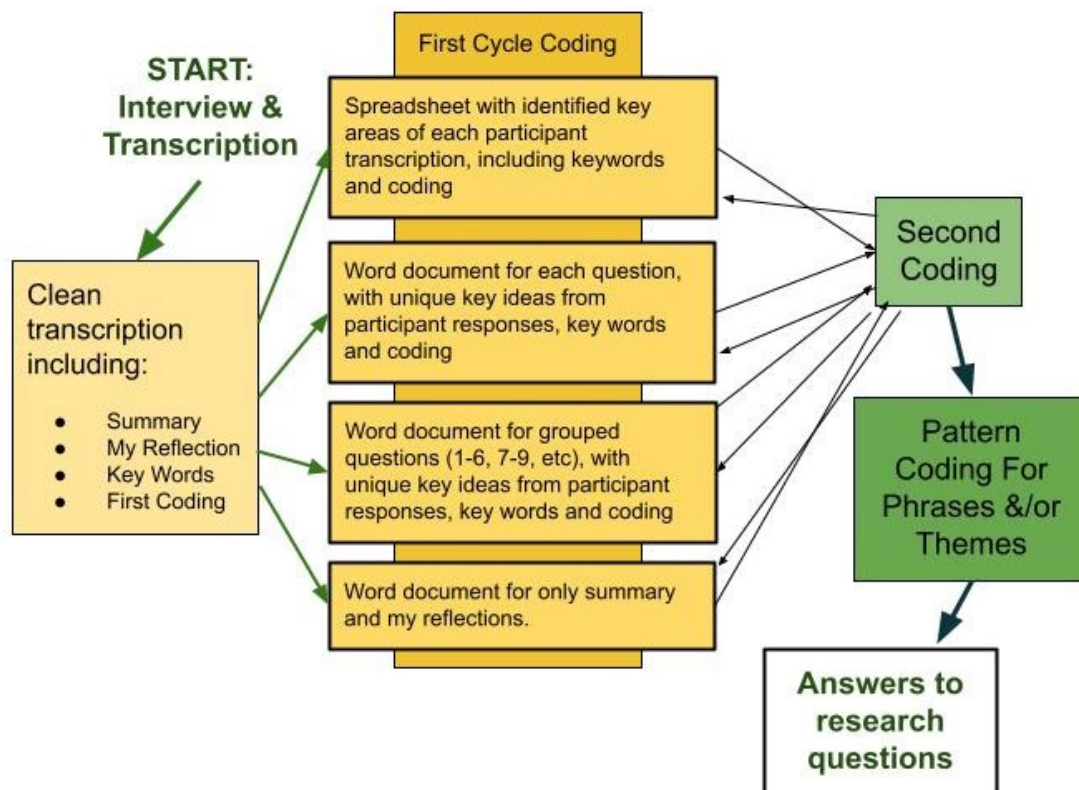 START:
Interview &
Transcription
Clean
transcription
including:
● Summary
● My Reflection
● Key Words
● First Coding
First Cycle Coding
Spreadsheet with identified key
areas of each participant
transcription, including keywords
and coding
Word document for each question,
with unique key ideas from
participant responses, key words
and coding
Word document for grouped
questions (1-6, 7-9, etc), with
unique key ideas from participant
responses, key words and coding
Word document for only summary
and my reflections.
Second
Coding
Pattern
Coding For
Phrases &/or
Themes
Answers to
research
questions